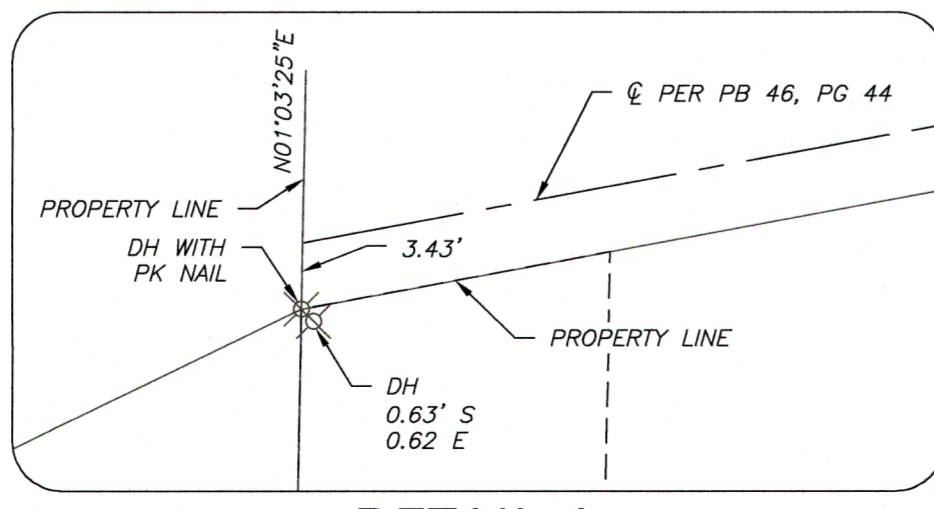 N01°03'25"E
℄ PER PB 46, PG 44
PROPERTY LINE
DH WITH
PK NAIL
3.43'
PROPERTY LINE
DH
0.63' S
0.62 E